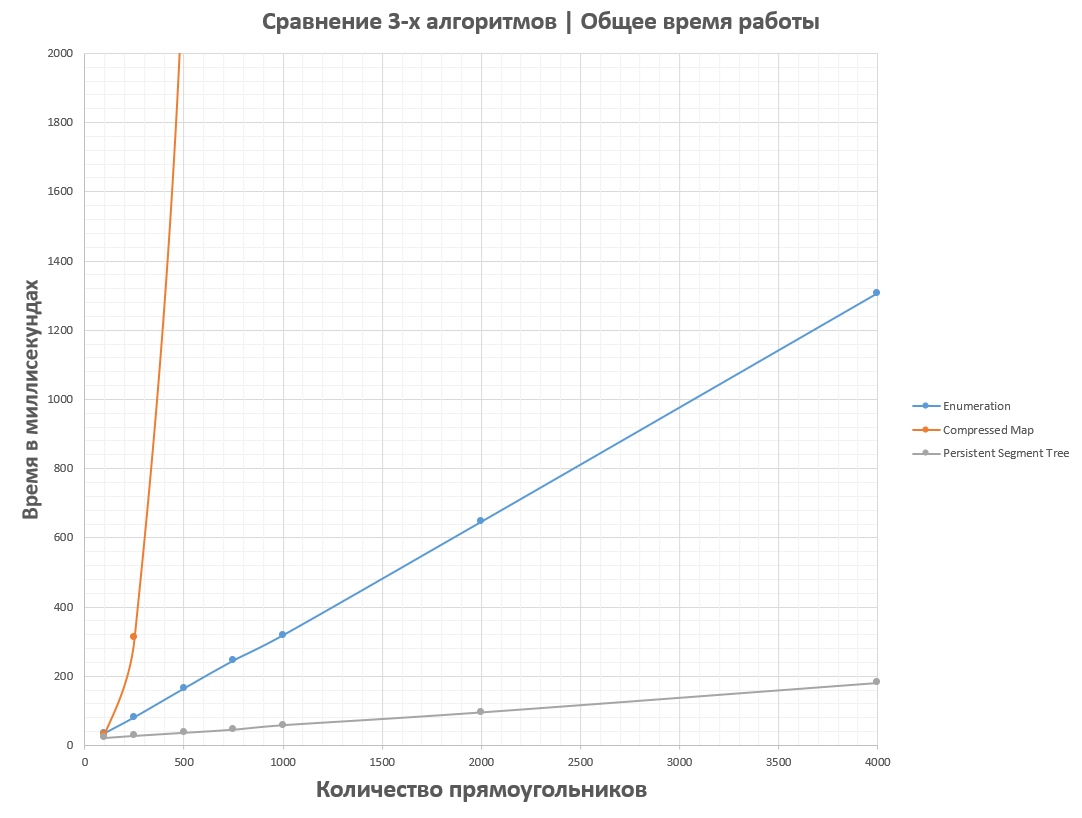 Сравнение 3-х алгоритмов | Общее время работы
2000
1800
1600
1400
1200
1000
800
600
400
200
0
Время в миллисекундах
0 500 1000 1500 2000 2500 3000 3500 4000
Количество прямоугольников
Enumeration
Compressed Map
Persistent Segment Tree